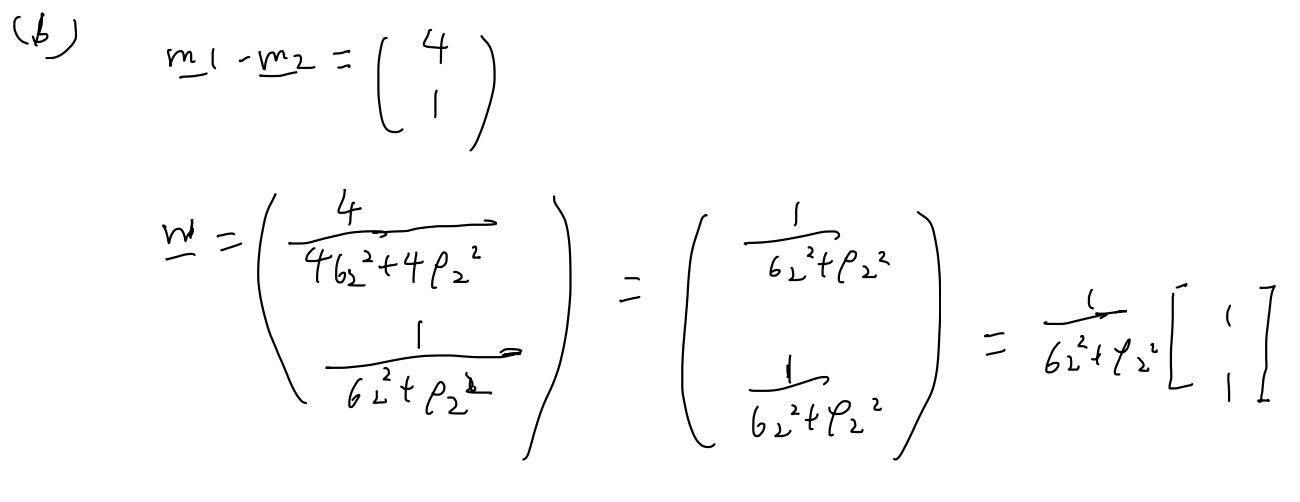 (b)
m1 - m2 = ( 4 1 )
w = ( 4 / (4σ2² + 4ρ2²) 1 / (σ2² + ρ2²) ) = ( 1 / (σ2² + ρ2²) 1 / (σ2² + ρ2²) ) = 1 / (σ2² + ρ2²) [ 1 1 ]